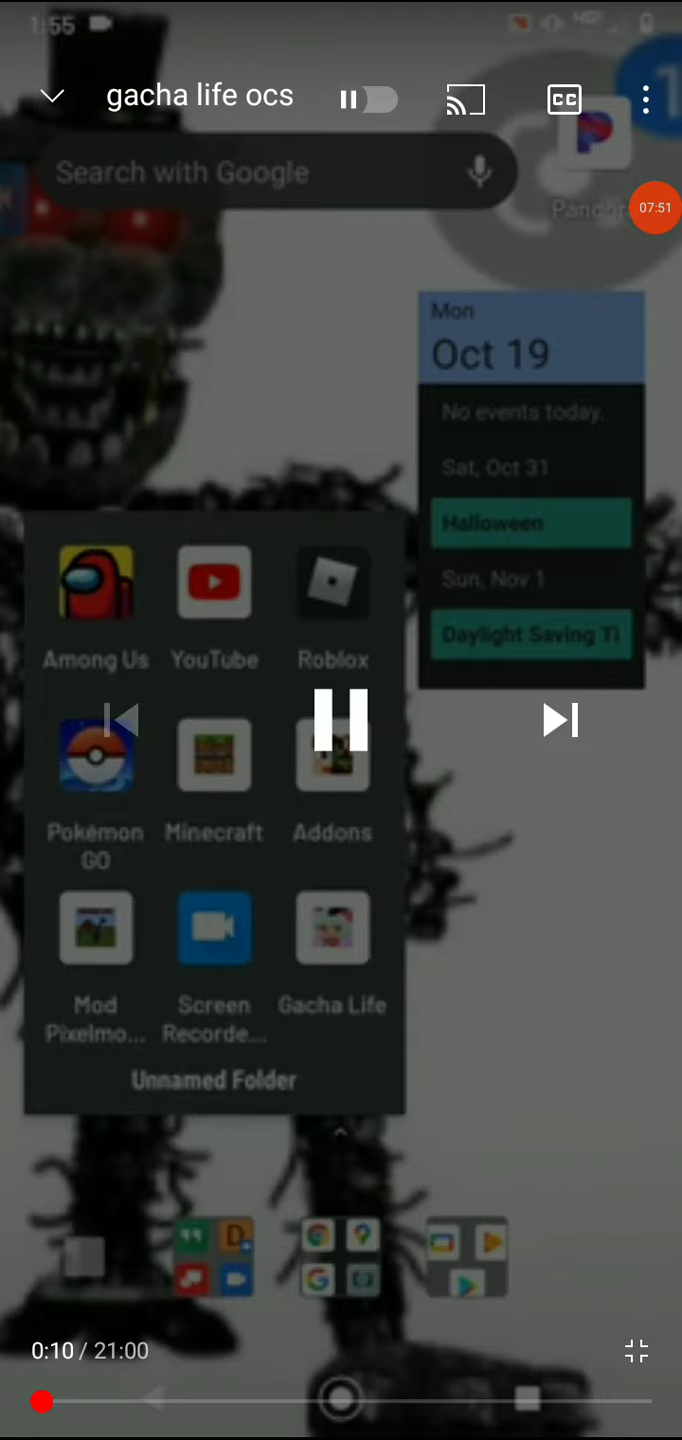 1:55
gacha life ocs
CC
Search with Google
07:51
Mon
Oct 19
No events today.
Sat, Oct 31
Halloween
Sun, Nov 1
Daylight Saving Ti
Among Us YouTube Roblox
Pokémon GO Minecraft Addons
Mod Pixelmo... Screen Recorde... Gacha Life
Unnamed Folder
0:10 / 21:00